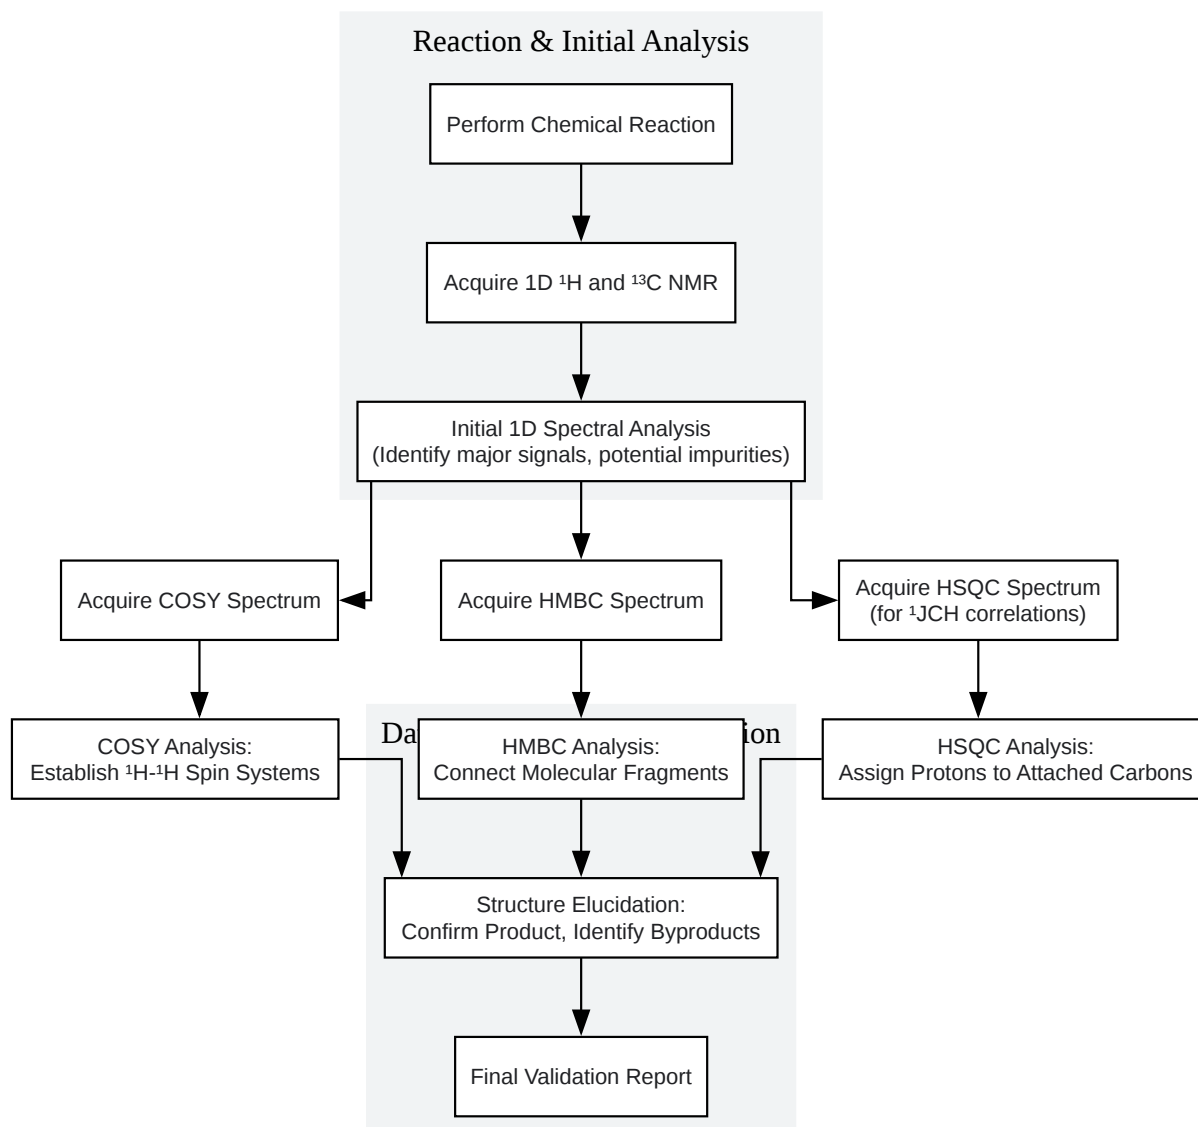 Reaction & Initial Analysis
Perform Chemical Reaction
Acquire 1D ¹H and ¹³C NMR
Initial 1D Spectral Analysis
(Identify major signals, potential impurities)
Acquire COSY Spectrum
Acquire HMBC Spectrum
Acquire HSQC Spectrum
(for ¹JCH correlations)
COSY Analysis:
Establish ¹H-¹H Spin Systems
HMBC Analysis:
Connect Molecular Fragments
HSQC Analysis:
Assign Protons to Attached Carbons
Structure Elucidation:
Confirm Product, Identify Byproducts
Final Validation Report